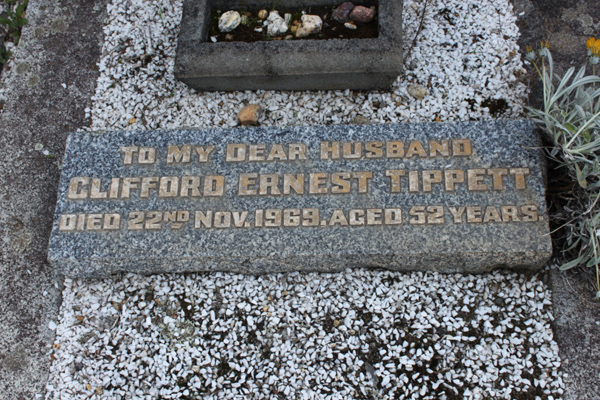 TO MY DEAR HUSBAND
CLIFFORD ERNEST TIPPETT
DIED 22ND NOV. 1969. AGED 52 YEARS.